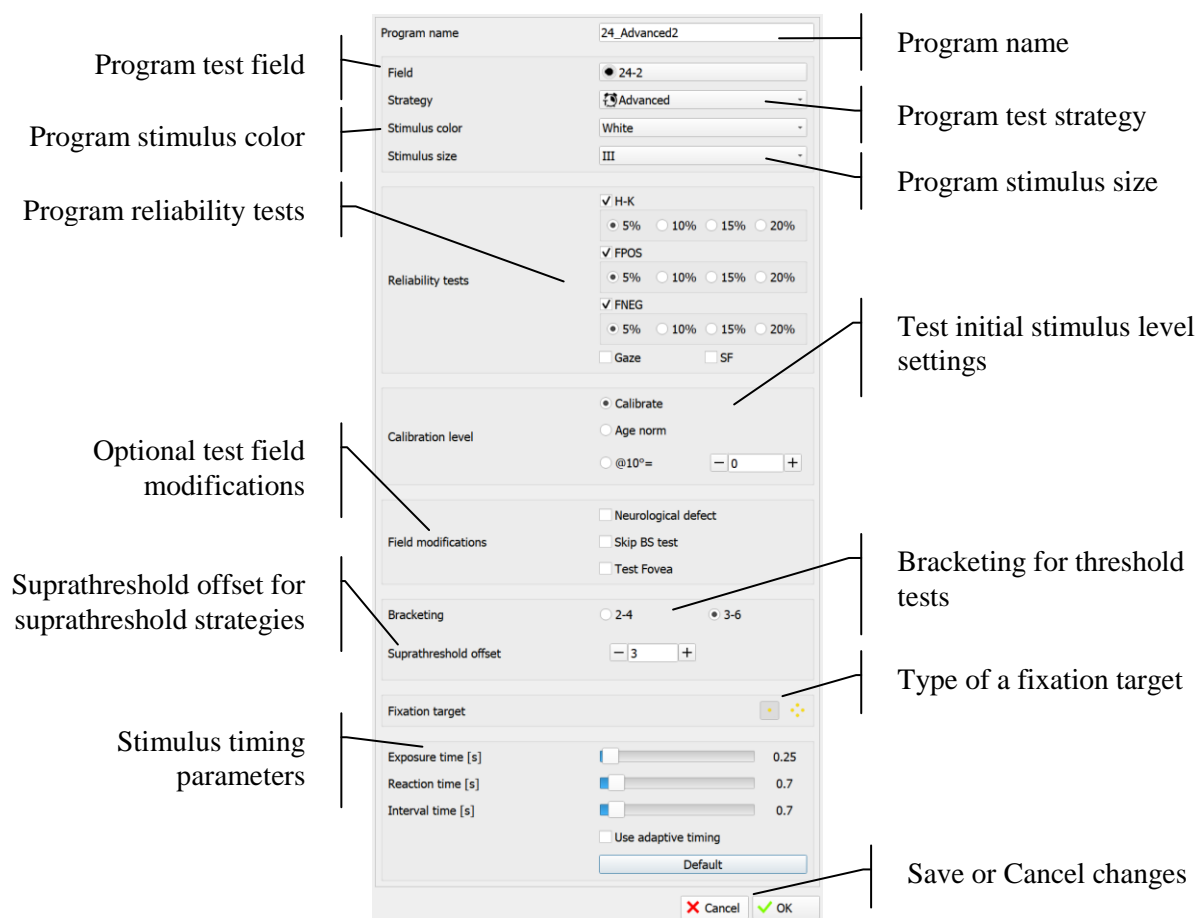 Program name
24_Advanced2
Program name
Program test field
Field
24-2
Strategy
Advanced
Program test strategy
Program stimulus color
Stimulus color
White
Stimulus size
III
Program stimulus size
Program reliability tests
Reliability tests
H-K
5% 10% 15% 20%
FPOS
5% 10% 15% 20%
FNEG
5% 10% 15% 20%
Gaze SF
Test initial stimulus level
settings
Calibration level
Calibrate
Age norm
@10º= − 0 +
Optional test field
modifications
Field modifications
Neurological defect
Skip BS test
Test Fovea
Bracketing for threshold
tests
Suprathreshold offset for
suprathreshold strategies
Bracketing
2-4 3-6
Suprathreshold offset
− 3 +
Type of a fixation target
Fixation target
Stimulus timing
parameters
Exposure time [s] 0.25
Reaction time [s] 0.7
Interval time [s] 0.7
Use adaptive timing
Default
Save or Cancel changes
Cancel OK